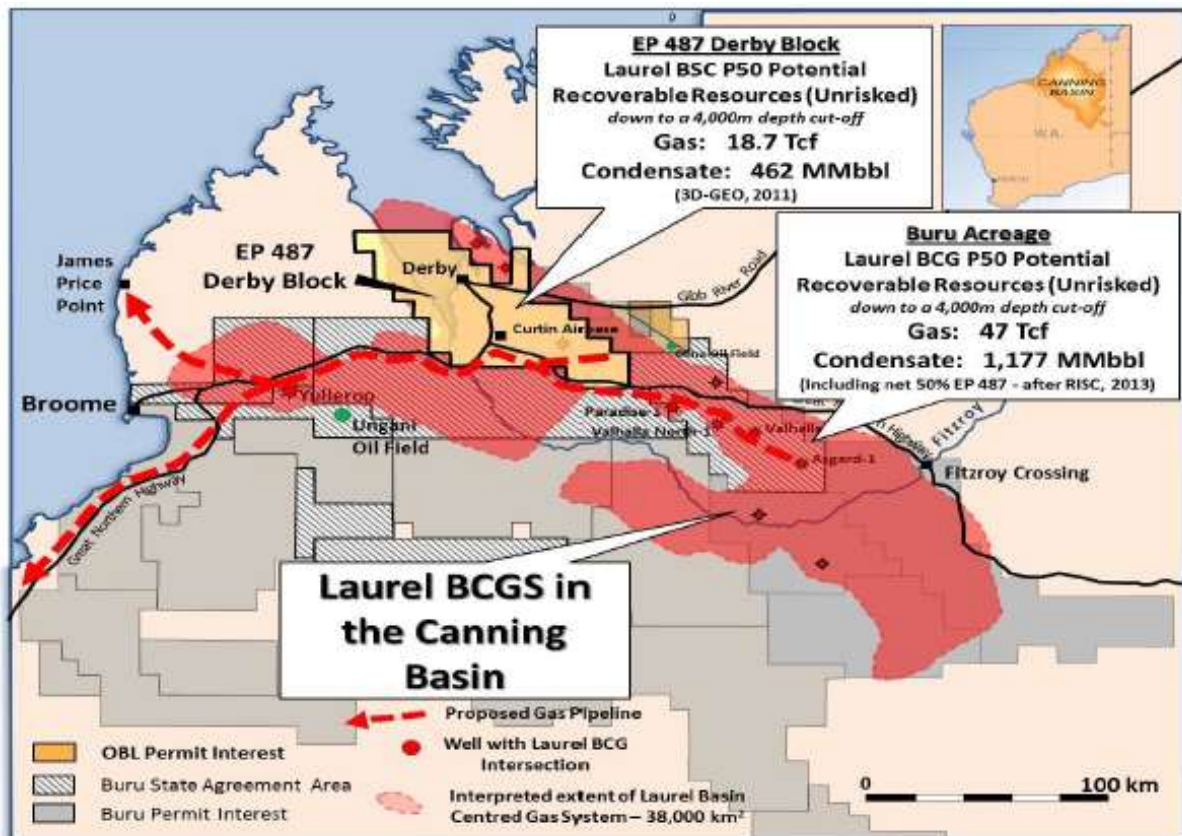 EP 487 Derby Block
Laurel BSC P50 Potential
Recoverable Resources (Unrisked)
down to a 4,000m depth cut-off
Gas: 18.7 Tcf
Condensate: 462 MMbbl
(3D-GEO, 2011)
CANNING
BASIN
W.A.
Buru Acreage
Laurel BCG P50 Potential
Recoverable Resources (Unrisked)
down to a 4,000m depth cut-off
Gas: 47 Tcf
Condensate: 1,177 MMbbl
(Including net 50% EP 487 - after RISC, 2013)
EP 487
Derby Block
James
Price
Point
Derby
Gibb River Road
Curtin Airbase
Oil Field
Broome
Yulleroo
Ungani
Oil Field
Paradise-1
Valhalla North-1
Valhalla
Asgard-1
Highway
Fitzroy
Fitzroy Crossing
Great Northern Highway
Laurel BCGS in
the Canning
Basin
Proposed Gas Pipeline
Well with Laurel BCG
Intersection
Interpreted extent of Laurel Basin
Centred Gas System – 38,000 km²
OBL Permit Interest
Buru State Agreement Area
Buru Permit Interest
0 100 km